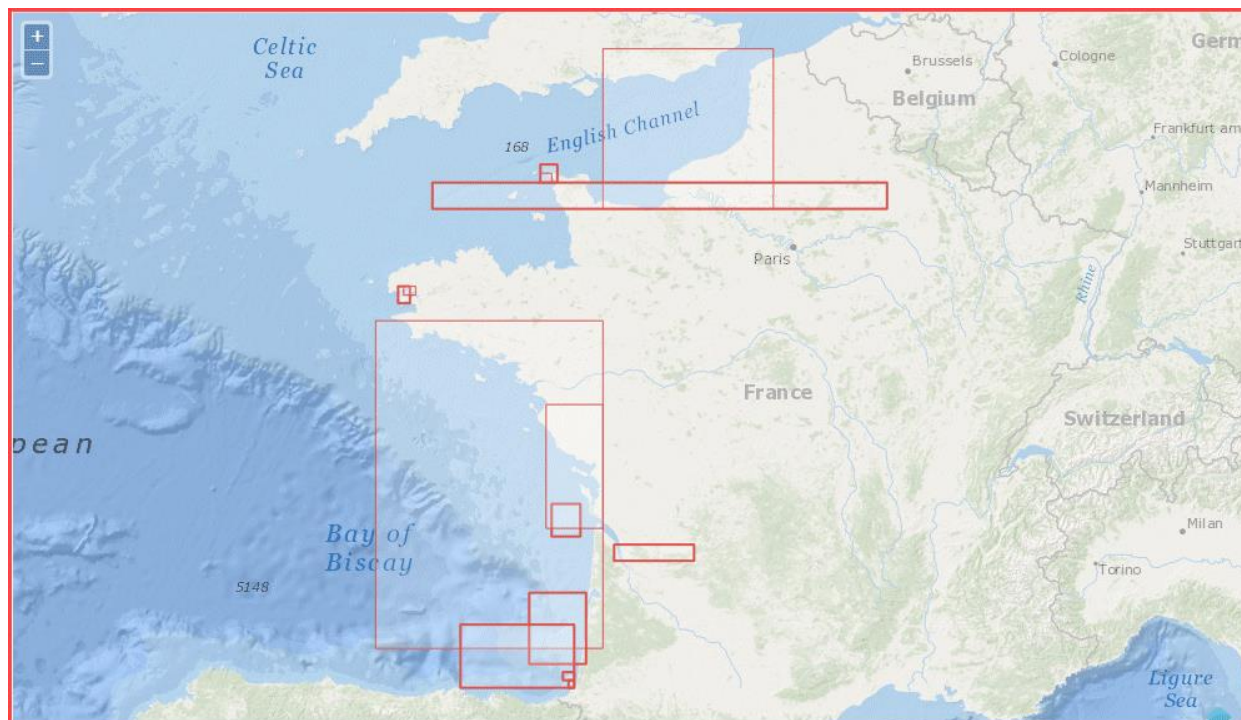 +
−
Celtic
Sea
Germ
Brussels
Cologne
Belgium
English Channel
168
Frankfurt am
Mannheim
Paris
Stuttgart
Rhine
France
Switzerland
pean
Milan
Bay of
Biscay
Torino
5148
Ligure
Sea